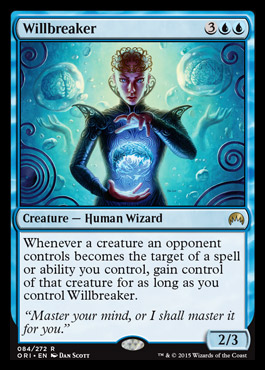 Willbreaker 3
Creature — Human Wizard
Whenever a creature an opponent
controls becomes the target of a spell
or ability you control, gain control
of that creature for as long as you
control Willbreaker.
“Master your mind, or I shall master it
for you.”
2/3
084/272 R
ORI • EN DAN SCOTT
™ & © 2015 Wizards of the Coast